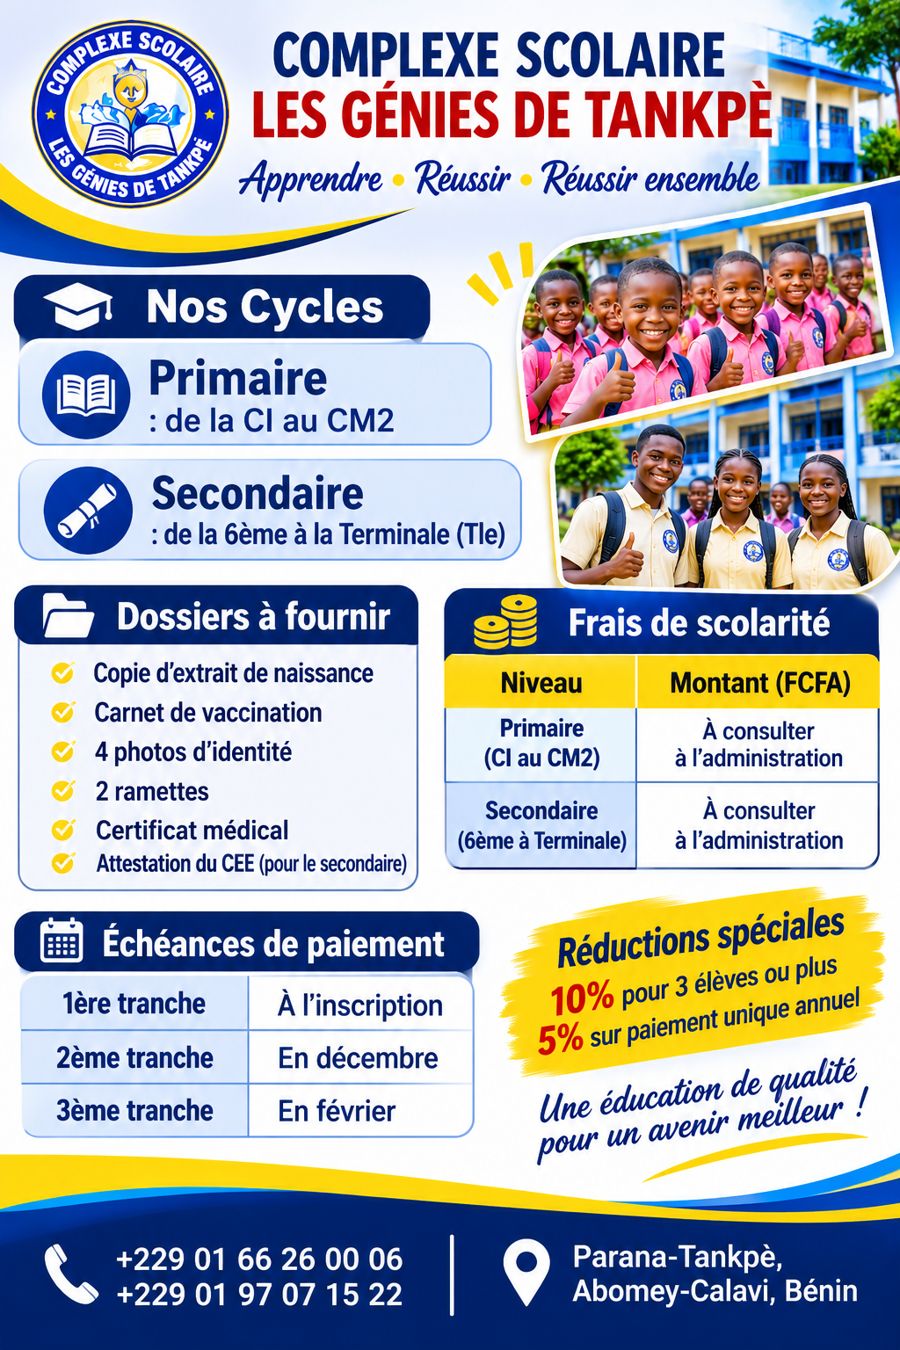 COMPLEXE SCOLAIRE
LES GÉNIES DE TANKPÈ
COMPLEXE SCOLAIRE
LES GÉNIES DE TANKPÈ
Apprendre • Réussir • Réussir ensemble
Nos Cycles
Primaire
: de la CI au CM2
Secondaire
: de la 6ème à la Terminale (Tle)
Dossiers à fournir
Copie d'extrait de naissance
Carnet de vaccination
4 photos d'identité
2 ramettes
Certificat médical
Attestation du CEE (pour le secondaire)
Frais de scolarité
Niveau
Montant (FCFA)
Primaire
(CI au CM2)
À consulter
à l'administration
Secondaire
(6ème à Terminale)
À consulter
à l'administration
Échéances de paiement
1ère tranche
À l'inscription
2ème tranche
En décembre
3ème tranche
En février
Réductions spéciales
10% pour 3 élèves ou plus
5% sur paiement unique annuel
Une éducation de qualité
pour un avenir meilleur !
+229 01 66 26 00 06
+229 01 97 07 15 22
Parana-Tankpè,
Abomey-Calavi, Bénin